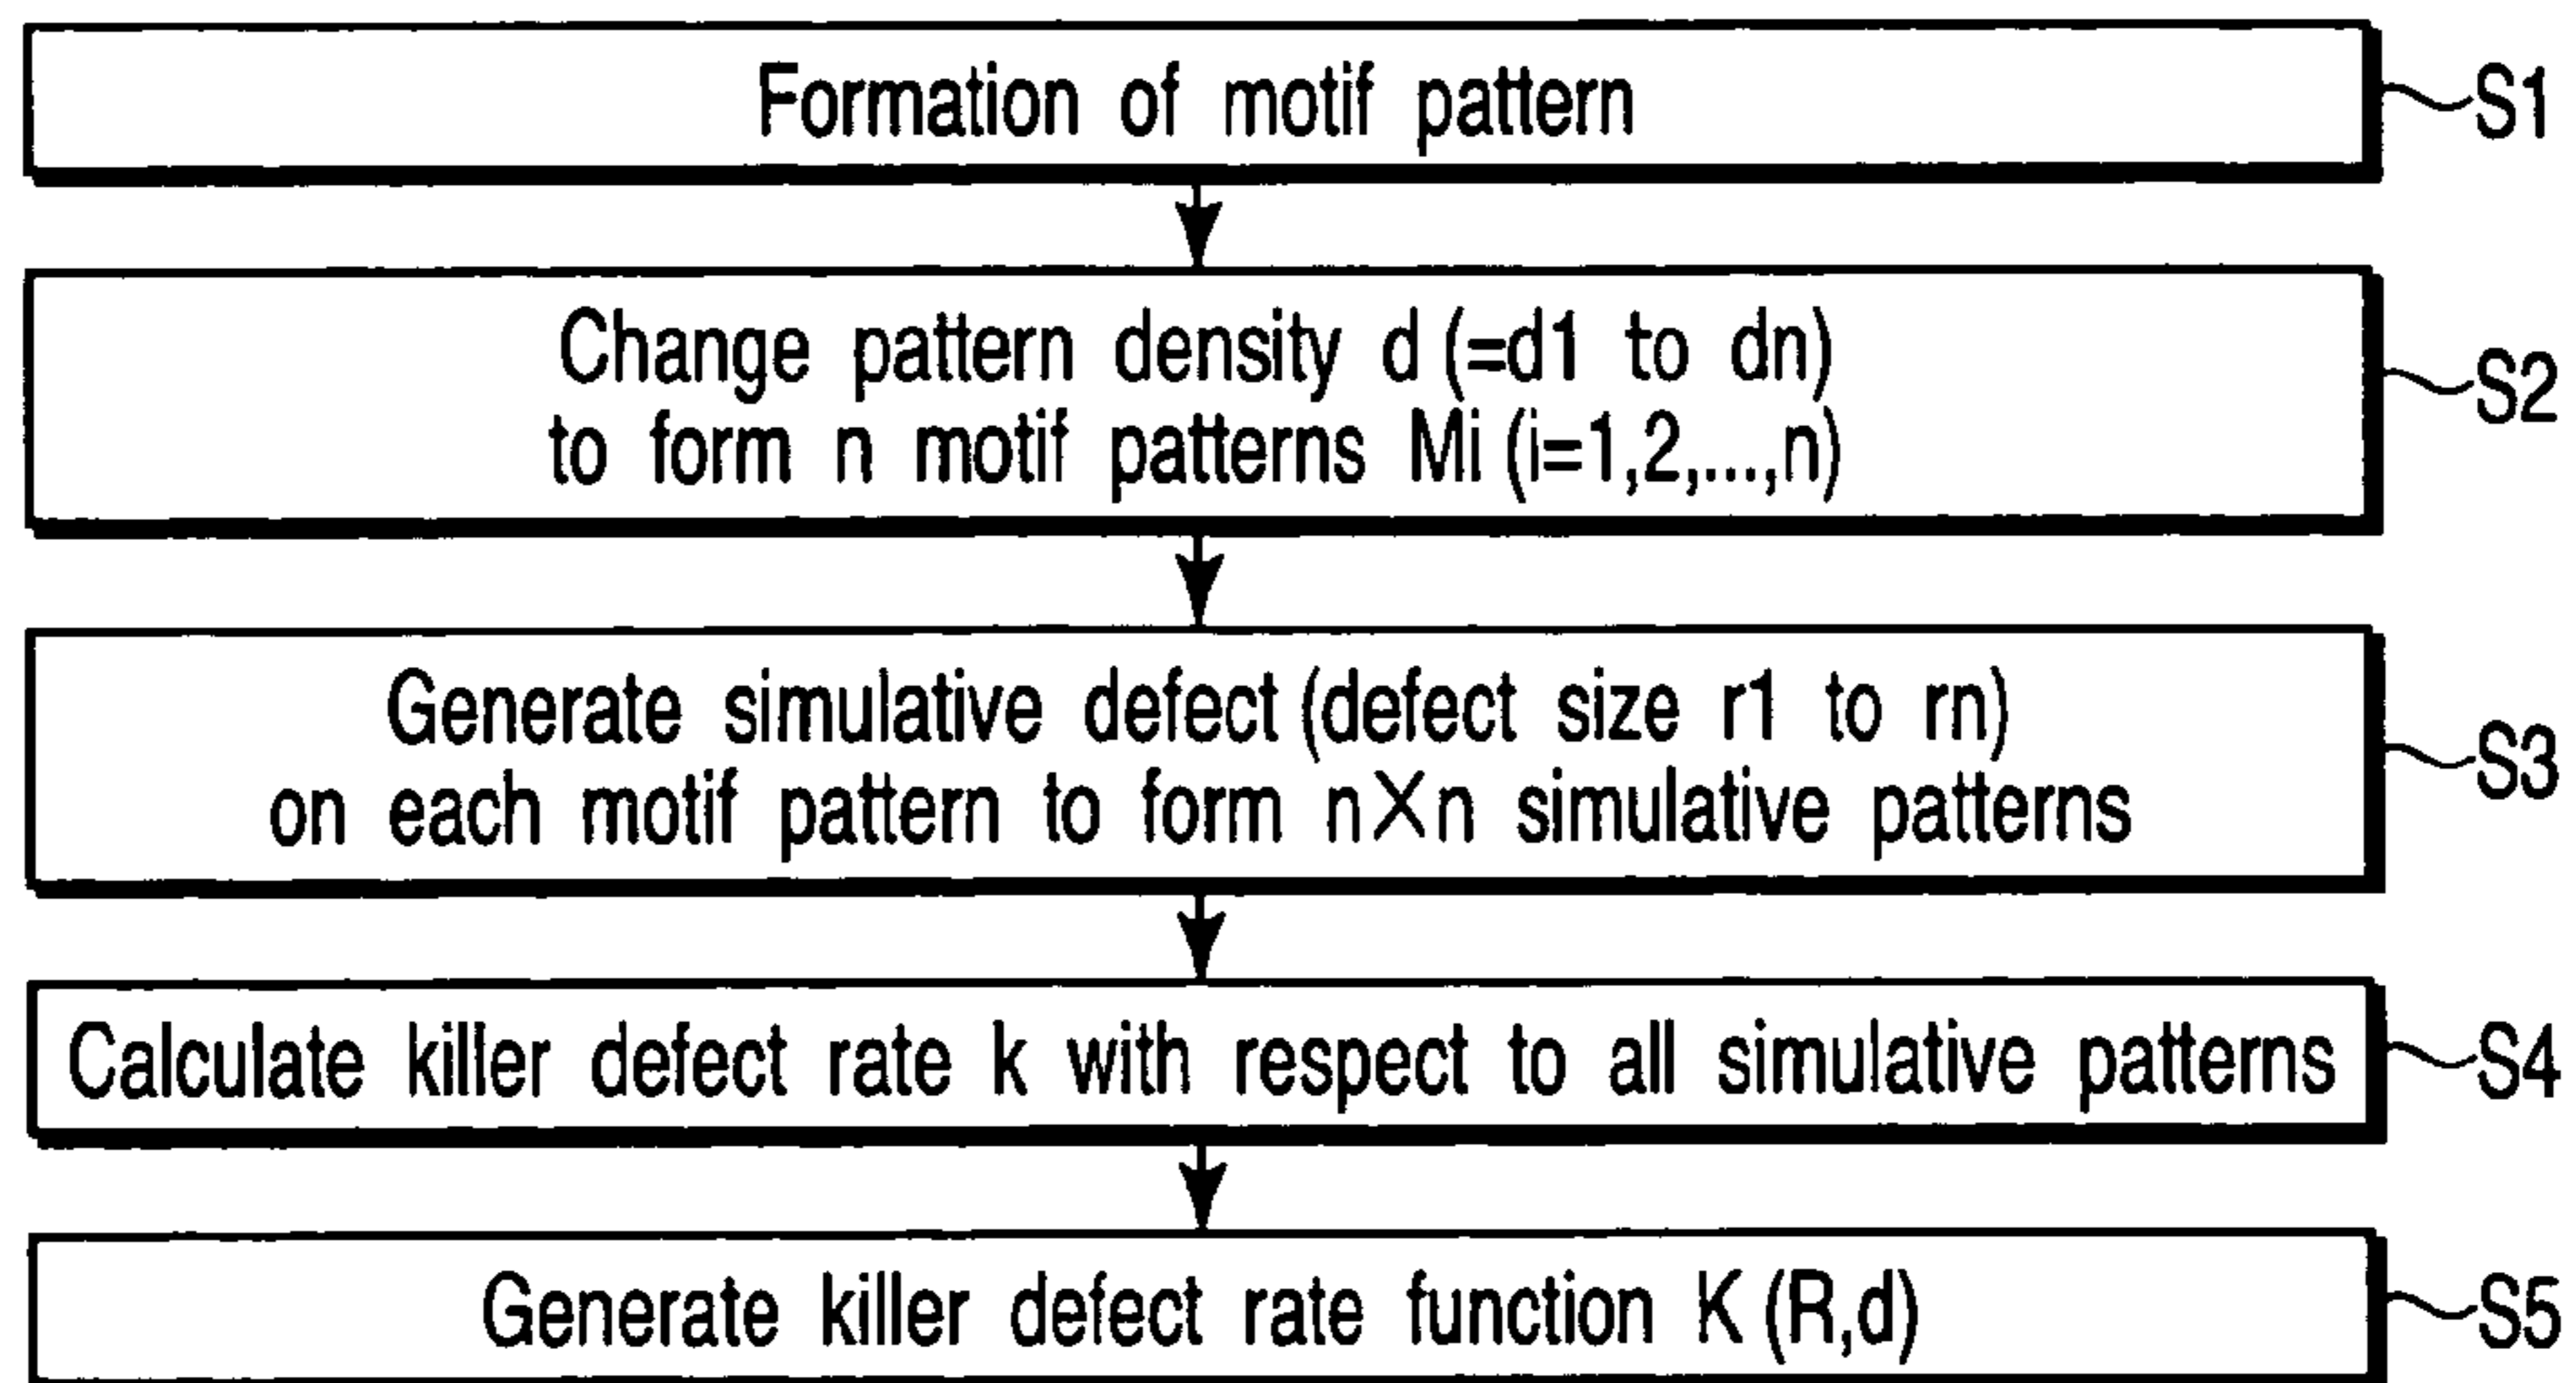 Formation of motif pattern
S1
Change pattern density d (=d1 to dn)
to form n motif patterns Mi (i=1,2,...,n)
S2
Generate simulative defect (defect size r1 to rn)
on each motif pattern to form n×n simulative patterns
S3
Calculate killer defect rate k with respect to all simulative patterns
S4
Generate killer defect rate function K (R,d)
S5